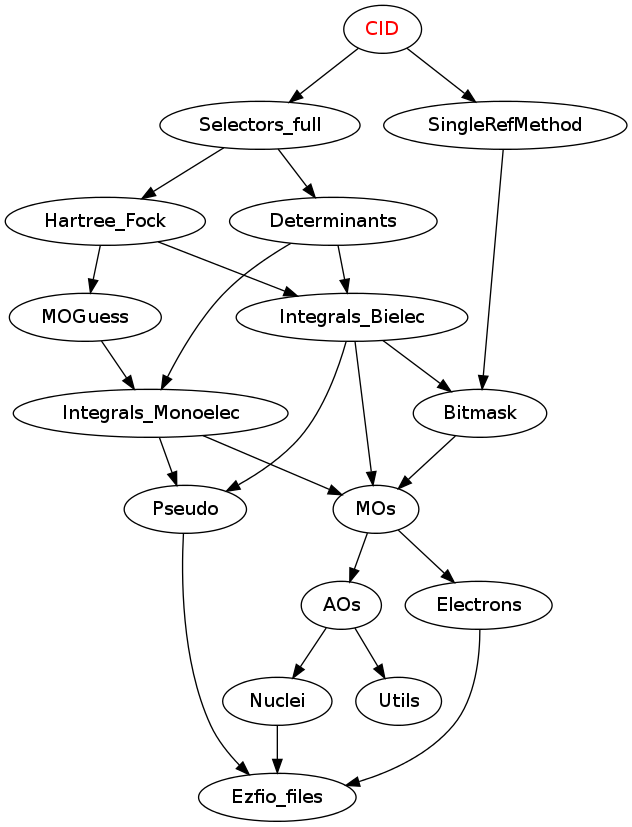 CID
Selectors_full
SingleRefMethod
Hartree_Fock
Determinants
MOGuess
Integrals_Bielec
Integrals_Monoelec
Bitmask
Pseudo
MOs
AOs
Electrons
Nuclei
Utils
Ezfio_files